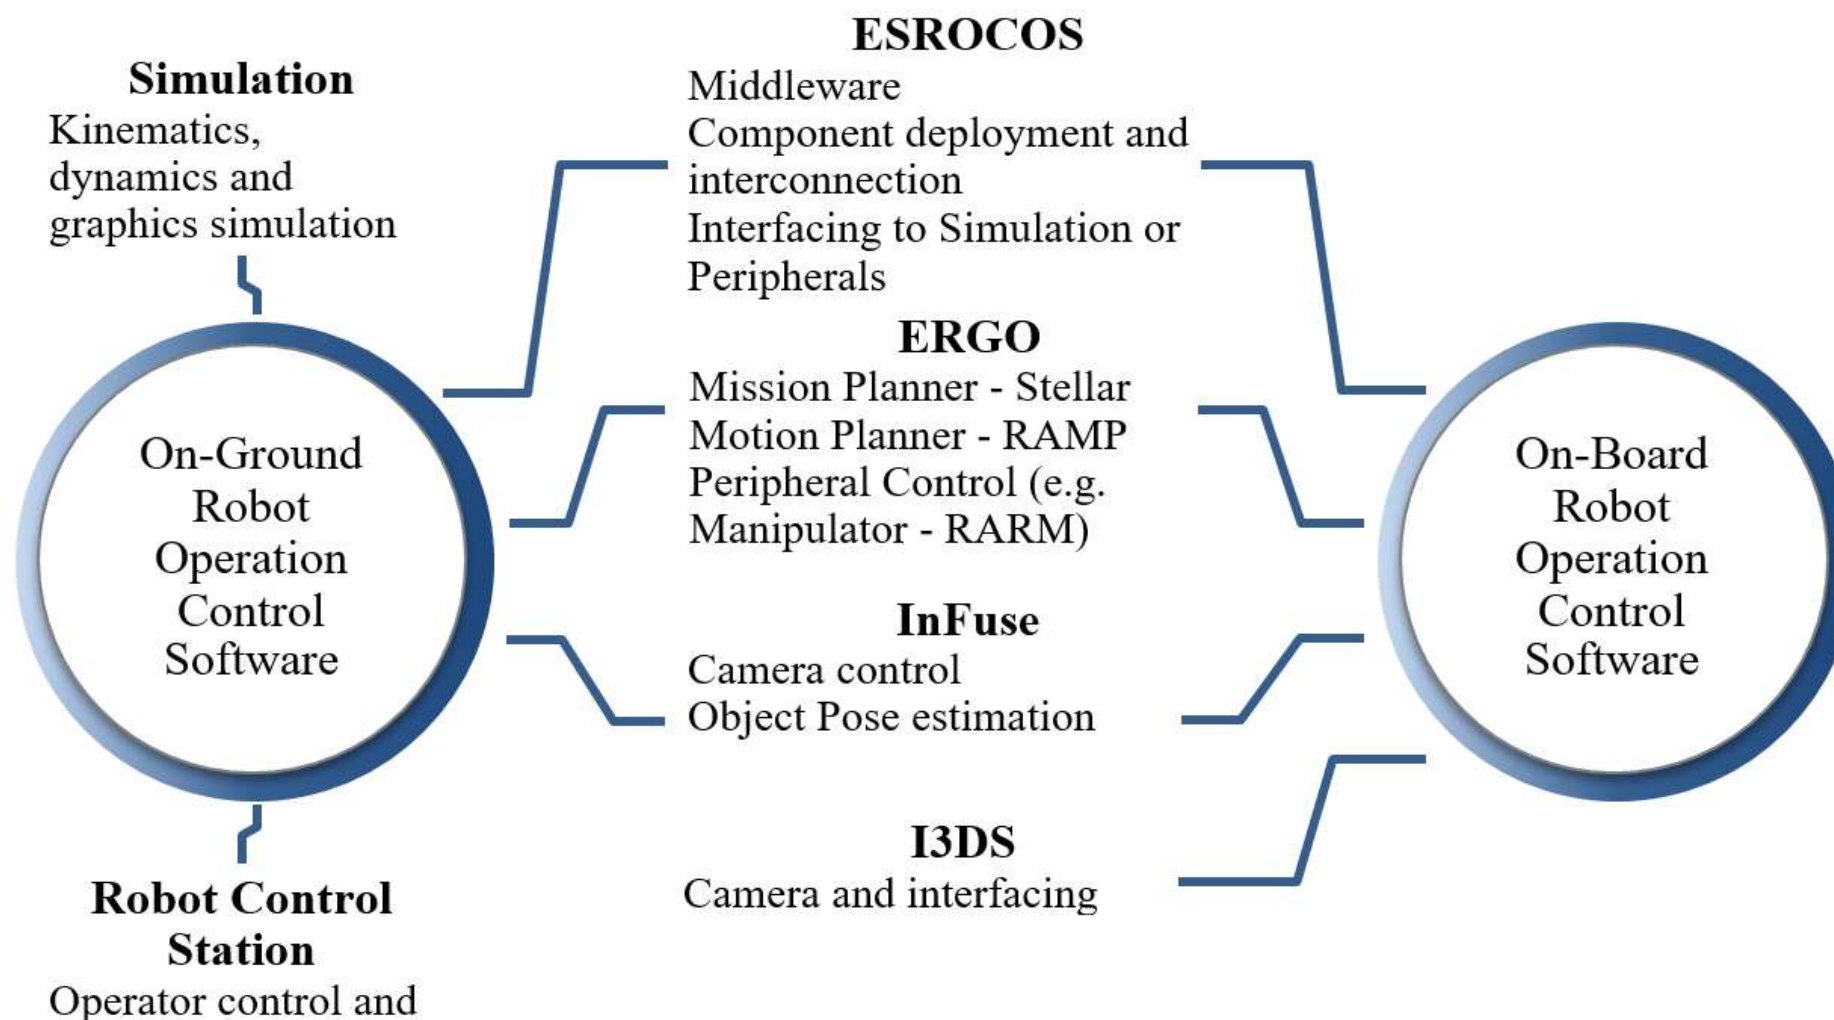 Simulation
Kinematics,
dynamics and
graphics simulation
On-Ground
Robot
Operation
Control
Software
Robot Control
Station
Operator control and
ESROCOS
Middleware
Component deployment and
interconnection
Interfacing to Simulation or
Peripherals
ERGO
Mission Planner - Stellar
Motion Planner - RAMP
Peripheral Control (e.g.
Manipulator - RARM)
InFuse
Camera control
Object Pose estimation
I3DS
Camera and interfacing
On-Board
Robot
Operation
Control
Software